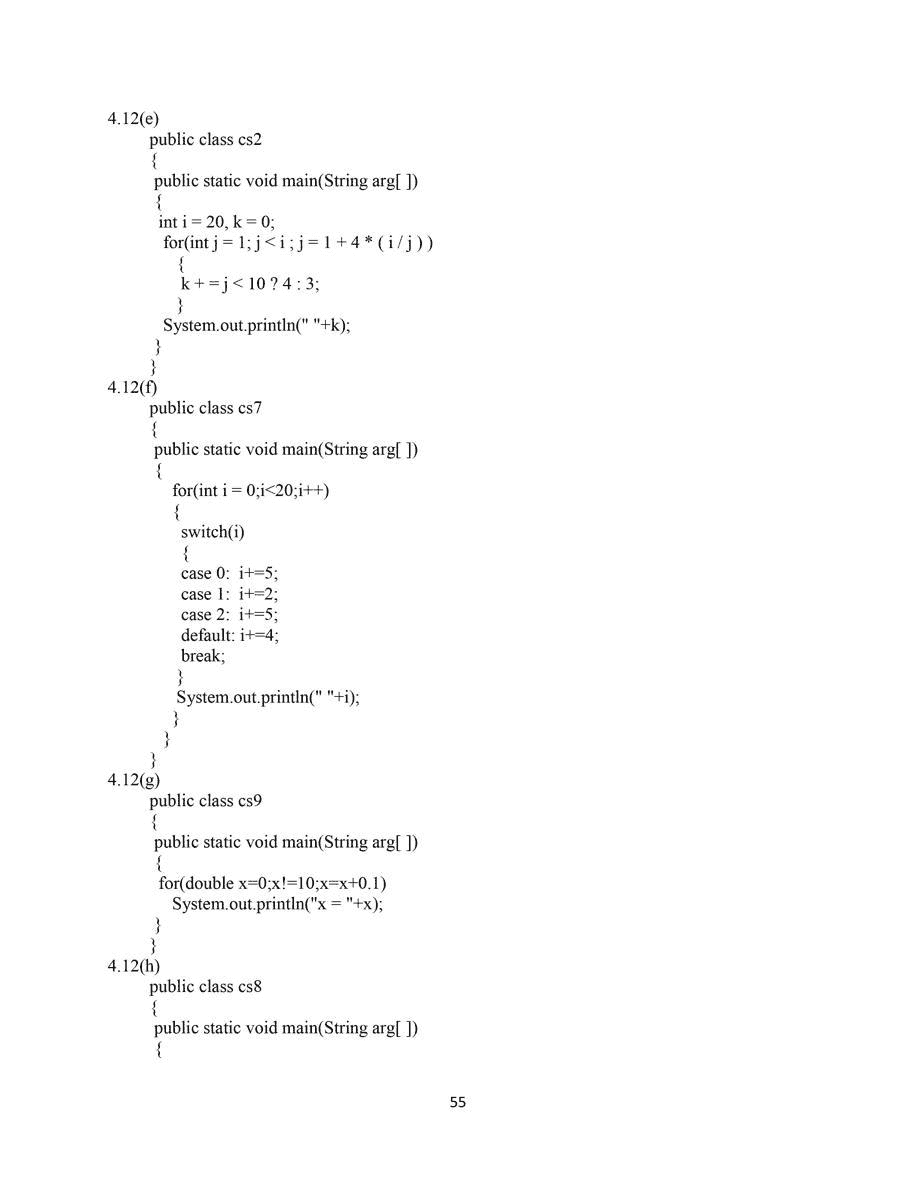 4.12(e)
public class cs2
{
public static void main(String arg[ ])
{
int i = 20, k = 0;
for(int j = 1; j < i ; j = 1 + 4 * ( i / j ) )
{
k + = j < 10 ? 4 : 3;
}
System.out.println(" "+k);
}
}
4.12(f)
public class cs7
{
public static void main(String arg[ ])
{
for(int i = 0;i<20;i++)
{
switch(i)
{
case 0:  i+=5;
case 1:  i+=2;
case 2:  i+=5;
default: i+=4;
break;
}
System.out.println(" "+i);
}
}
}
4.12(g)
public class cs9
{
public static void main(String arg[ ])
{
for(double x=0;x!=10;x=x+0.1)
System.out.println("x = "+x);
}
}
4.12(h)
public class cs8
{
public static void main(String arg[ ])
{
55